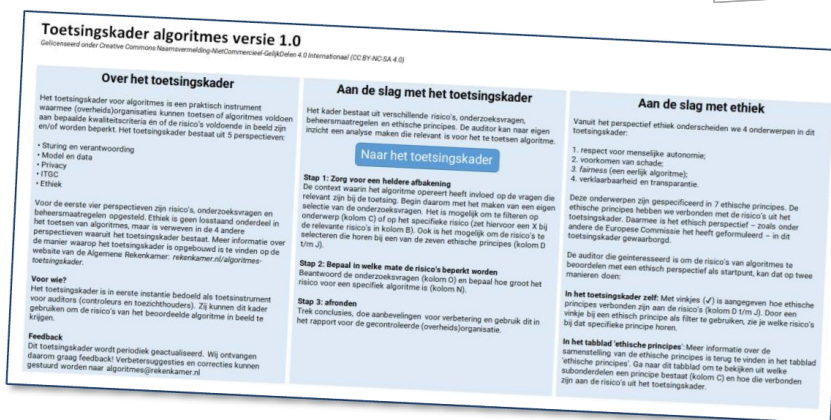 Toetsingskader algoritmes versie 1.0
Gelicenseerd onder Creative Commons Naamsvermelding-NietCommercieel-GelijkDelen 4.0 Internationaal (CC BY-NC-SA 4.0)
Over het toetsingskader
Het toetsingskader voor algoritmes is een praktisch instrument
waarmee (overheids)organisaties kunnen toetsen of algoritmes voldoen
aan bepaalde kwaliteitscriteria én of de risico's voldoende in beeld zijn
en/of worden beperkt. Het toetsingskader bestaat uit 5 perspectieven:
• Sturing en verantwoording
• Model en data
• Privacy
• ITGC
• Ethiek
Voor de eerste vier perspectieven zijn risico's, onderzoeksvragen en
beheersmaatregelen opgesteld. Ethiek is geen losstaand onderdeel in
het toetsen van algoritmes, maar is verweven in de 4 andere
perspectieven waaruit het toetsingskader bestaat. Meer informatie over
de manier waarop het toetsingskader is opgebouwd is te vinden op de
website van de Algemene Rekenkamer: rekenkamer.nl/algoritmes-
toetsingskader.
Voor wie?
Het toetsingskader is in eerste instantie bedoeld als toetsinstrument
voor auditors (controleurs en toezichthouders). Zij kunnen dit kader
gebruiken om de risico's van het beoordeelde algoritme in beeld te
krijgen.
Feedback
Dit toetsingskader wordt periodiek geactualiseerd. Wij ontvangen
daarom graag feedback! Verbetersuggesties en correcties kunnen
gestuurd worden naar algoritmes@rekenkamer.nl
Aan de slag met het toetsingskader
Het kader bestaat uit verschillende risico's, onderzoeksvragen,
beheersmaatregelen en ethische principes. De auditor kan naar eigen
inzicht een analyse maken die relevant is voor het te toetsen algoritme.
Naar het toetsingskader
Stap 1: Zorg voor een heldere afbakening
De context waarin het algoritme opereert heeft invloed op de vragen die
relevant zijn bij de toetsing. Begin daarom met het maken van een eigen
selectie van de onderzoeksvragen. Het is mogelijk om te filteren op
onderwerp (kolom C) of op het specifieke risico (zet hiervoor een X bij
de relevante risico's in kolom B). Ook is het mogelijk om de risico's te
selecteren die horen bij een van de zeven ethische principes (kolom D
t/m J).
Stap 2: Bepaal in welke mate de risico's beperkt worden
Beantwoord de onderzoeksvragen (kolom O) en bepaal hoe groot het
risico voor een specifiek algoritme is (kolom N).
Stap 3: afronden
Trek conclusies, doe aanbevelingen voor verbetering en gebruik dit in
het rapport voor de gecontroleerde (overheids)organisatie.
Aan de slag met ethiek
Vanuit het perspectief ethiek onderscheiden we 4 onderwerpen in dit
toetsingskader:
1. respect voor menselijke autonomie;
2. voorkomen van schade;
3. fairness (een eerlijk algoritme);
4. verklaarbaarheid en transparantie.
Deze onderwerpen zijn gespecificeerd in 7 ethische principes. De
ethische principes hebben we verbonden met de risico's uit het
toetsingskader. Daarmee is het ethisch perspectief – zoals onder
andere de Europese Commissie het heeft geformuleerd – in dit
toetsingskader gewaarborgd.
De auditor die geïnteresseerd is om de risico's van algoritmes te
beoordelen met een ethisch perspectief als startpunt, kan dat op twee
manieren doen:
In het toetsingskader zelf: Met vinkjes (✓) is aangegeven hoe ethische
principes verbonden zijn aan de risico's (kolom D t/m J). Door een
vinkje bij een ethisch principe als filter te gebruiken, zie je welke risico's
bij dat specifieke principe horen.
In het tabblad 'ethische principes': Meer informatie over de
samenstelling van de ethische principes is terug te vinden in het tabblad
'ethische principes'. Ga naar dit tabblad om te bekijken uit welke
subonderdelen een principe bestaat (kolom C) en hoe die verbonden
zijn aan de risico's uit het toetsingskader.